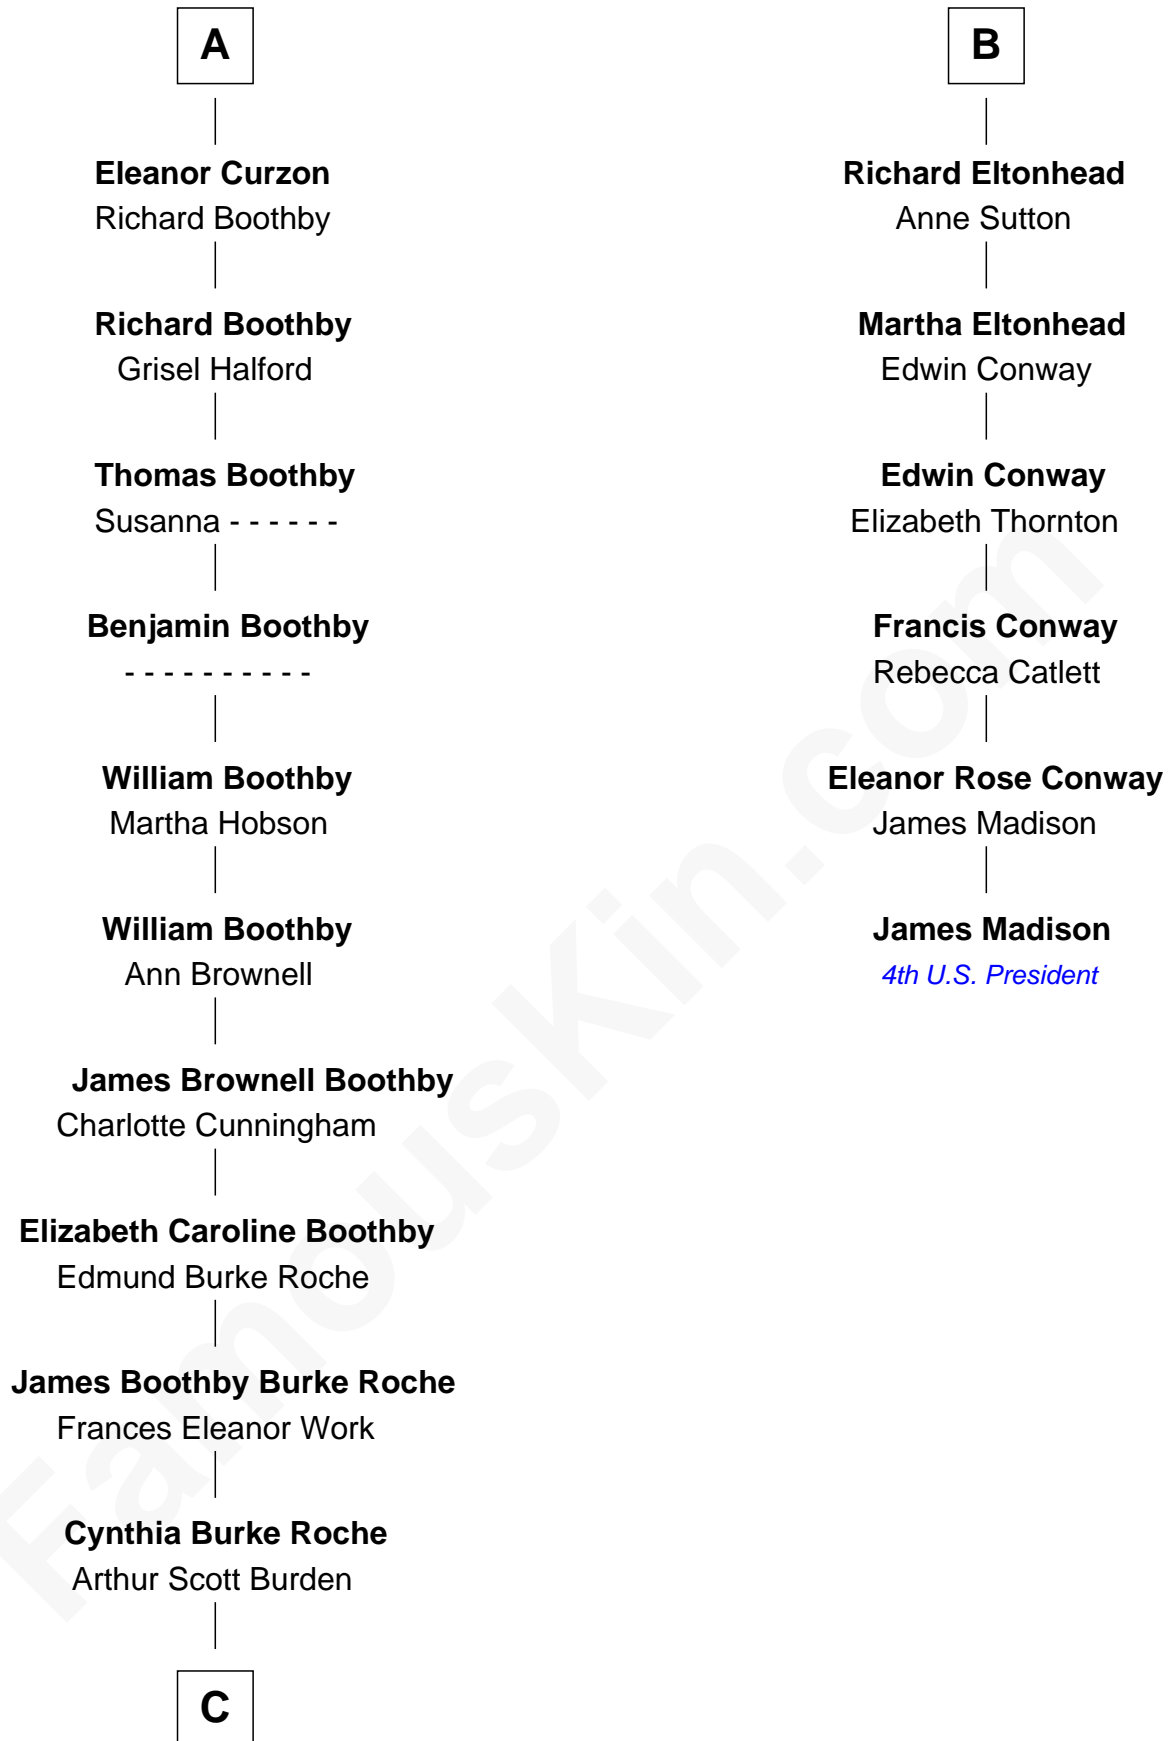 A
Eleanor Curzon
Richard Boothby
Richard Boothby
Grisel Halford
Thomas Boothby
Susanna - - - - - -
Benjamin Boothby
- - - - - - - - - -
William Boothby
Martha Hobson
William Boothby
Ann Brownell
James Brownell Boothby
Charlotte Cunningham
Elizabeth Caroline Boothby
Edmund Burke Roche
James Boothby Burke Roche
Frances Eleanor Work
Cynthia Burke Roche
Arthur Scott Burden
C
B
Richard Eltonhead
Anne Sutton
Martha Eltonhead
Edwin Conway
Edwin Conway
Elizabeth Thornton
Francis Conway
Rebecca Catlett
Eleanor Rose Conway
James Madison
James Madison
4th U.S. President
FamousKin.com